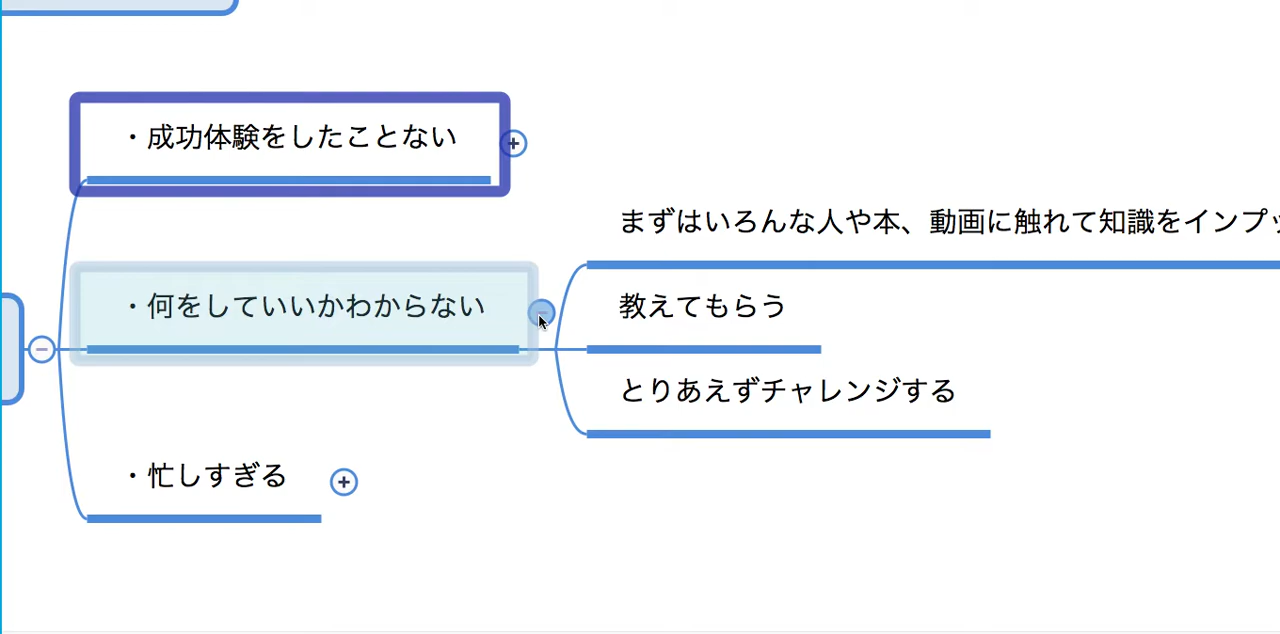 ・成功体験をしたことない
まずはいろんな人や本、動画に触れて知識をインプッ
・何をしていいかわからない
教えてもらう
とりあえずチャレンジする
・忙しすぎる